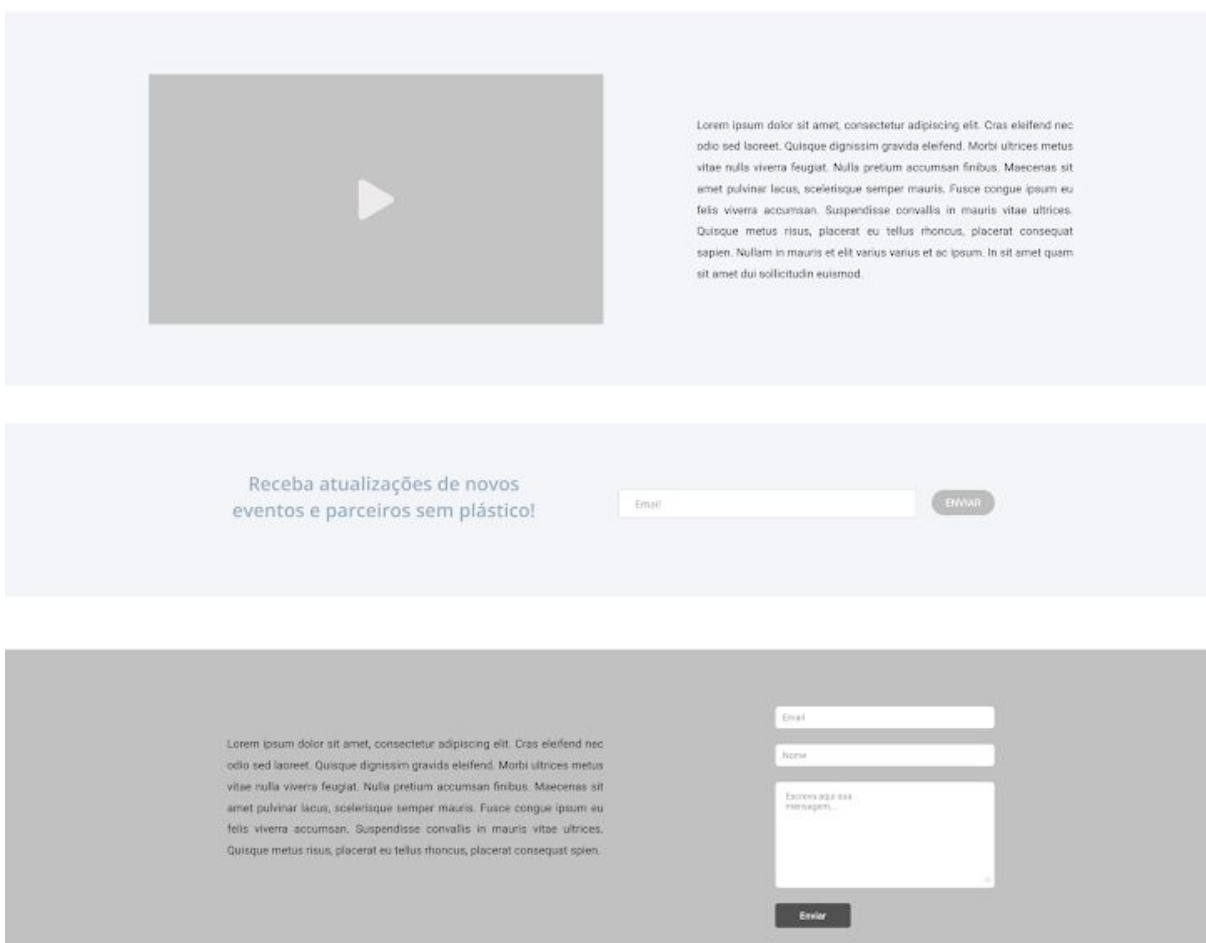 Lorem ipsum dolor sit amet, consectetur adipiscing elit. Cras eleifend nec
odio sed laoreet. Quisque dignissim gravida eleifend. Morbi ultrices metus
vitae nulla viverra feugiat. Nulla pretium accumsan finibus. Maecenas sit
amet pulvinar lacus, scelerisque semper mauris. Fusce congue ipsum eu
felis viverra accumsan. Suspendisse convallis in mauris vitae ultrices.
Quisque metus risus, placerat eu tellus rhoncus, placerat consequat
sapien. Nullam in mauris et elit varius varius et ac ipsum. In sit amet quam
sit amet dui sollicitudin euismod.
Receba atualizações de novos
eventos e parceiros sem plástico!
Email
ENVIAR
Lorem ipsum dolor sit amet, consectetur adipiscing elit. Cras eleifend nec
odio sed laoreet. Quisque dignissim gravida eleifend. Morbi ultrices metus
vitae nulla viverra feugiat. Nulla pretium accumsan finibus. Maecenas sit
amet pulvinar lacus, scelerisque semper mauris. Fusce congue ipsum eu
felis viverra accumsan. Suspendisse convallis in mauris vitae ultrices.
Quisque metus risus, placerat eu tellus rhoncus, placerat consequat spien.
Email
Nome
Escreva aqui sua
mensagem...
Enviar